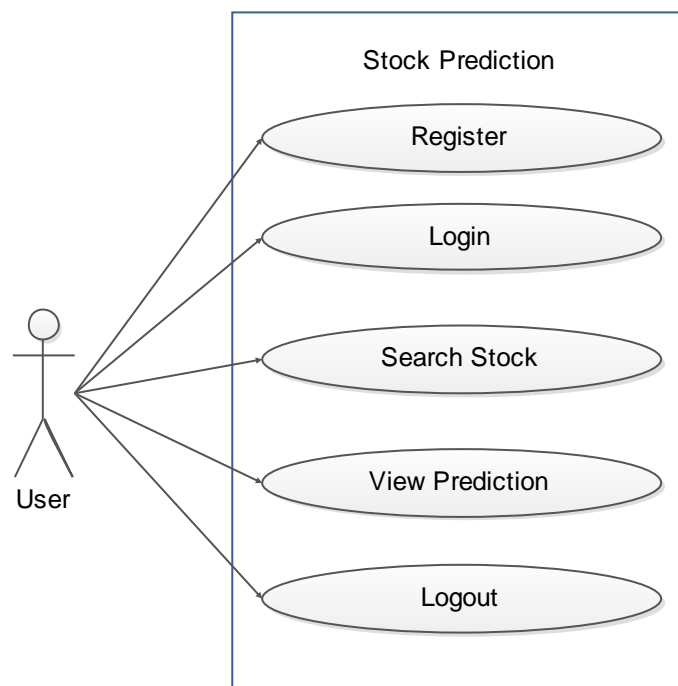 Stock Prediction
Register
Login
Search Stock
View Prediction
User
Logout